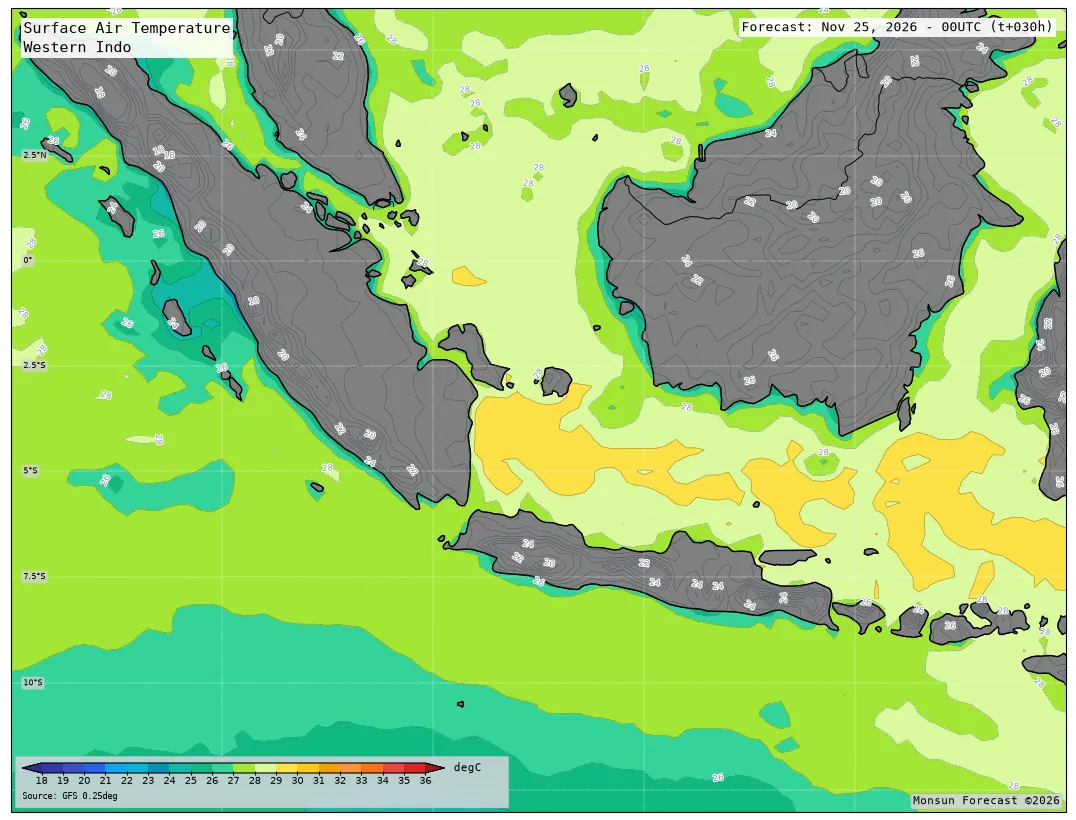 Surface Air Temperature
Western Indo
Forecast: Nov 25, 2026 - 00UTC (t+030h)
2.5°N
0°
2.5°S
5°S
7.5°S
10°S
18 19 20 21 22 23 24 25 26 27 28 29 30 31 32 33 34 35 36
degC
Source: GFS 0.25deg
Monsun Forecast ©2026